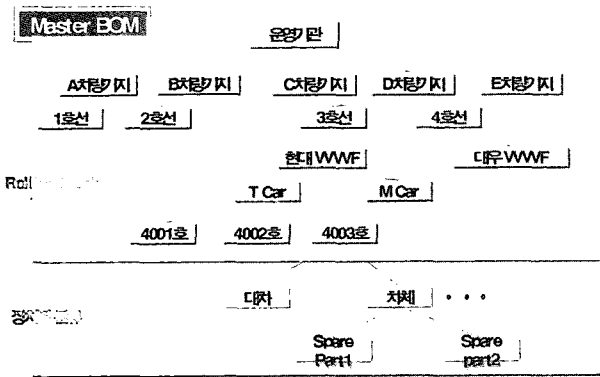 Master BOM
운영기관
A차량기지 B차량기지 C차량기지 D차량기지 E차량기지
1호선 2호선 3호선 4호선
현대 VVVF 대우 VVVF
T Car M Car
4001호 4002호 4003호
대차 차체 • • •
Spare Part1 Spare part2